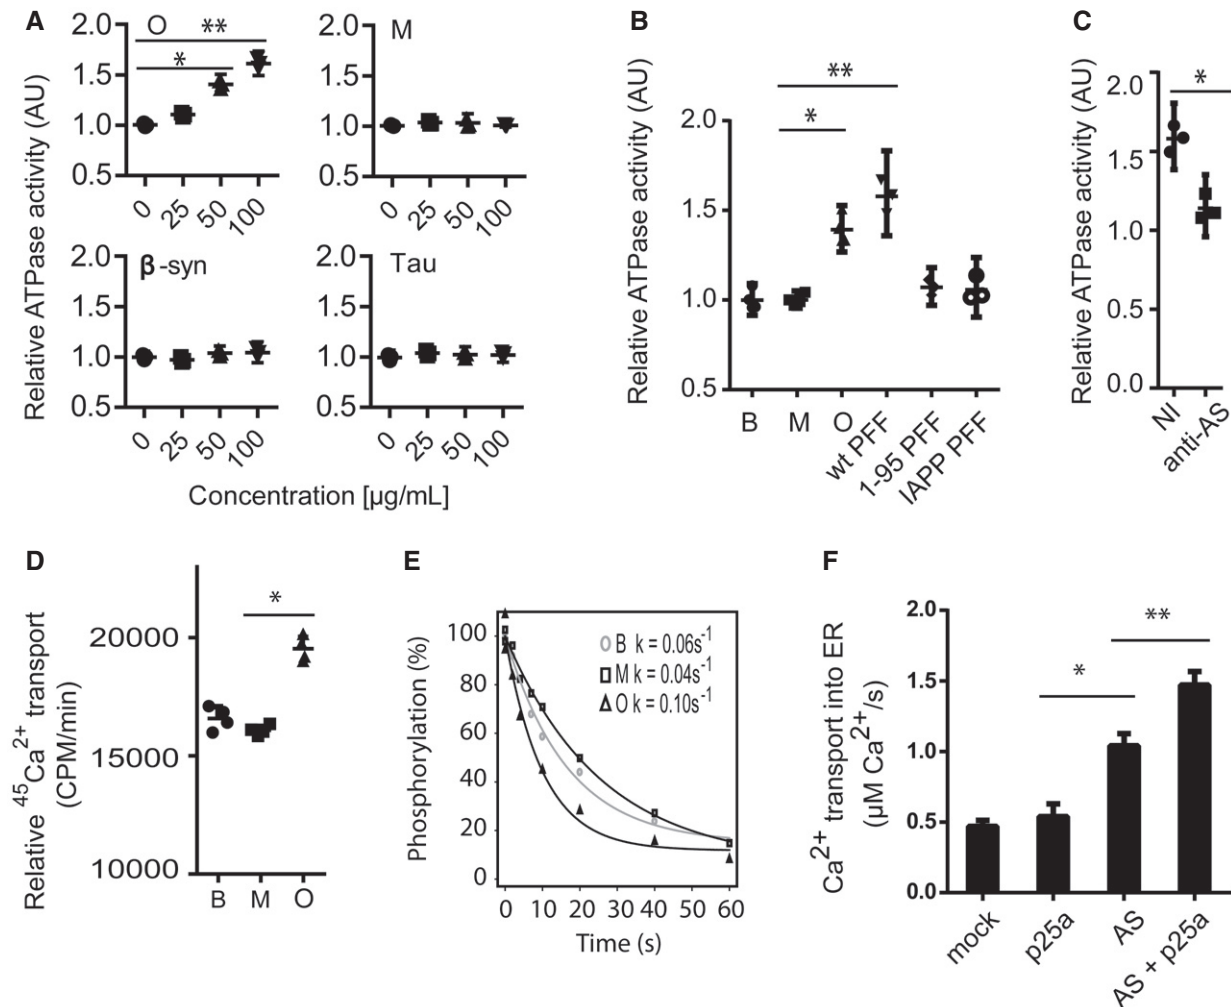 A
Relative ATPase activity (AU)
O
**
*
2.0
1.5
1.0
0.5
0
25
50
100
M
2.0
1.5
1.0
0.5
0
25
50
100
β-syn
2.0
1.5
1.0
0.5
0
25
50
100
Tau
2.0
1.5
1.0
0.5
0
25
50
100
Concentration [µg/mL]
B
Relative ATPase activity (AU)
**
*
2.0
1.5
1.0
0.5
B
M
O
wt PFF
1-95 PFF
IAPP PFF
C
Relative ATPase activity (AU)
*
2.0
1.5
1.0
0.5
0.0
NI
anti-AS
D
Relative 45Ca2+ transport
(CPM/min)
*
20000
15000
10000
B
M
O
E
Phosphorylation (%)
100
80
60
40
20
0
B k = 0.06s-1
M k = 0.04s-1
O k = 0.10s-1
0
10
20
30
40
50
60
Time (s)
F
Ca2+ transport into ER
(µM Ca2+/s)
**
*
2.0
1.5
1.0
0.5
0.0
mock
p25a
AS
AS + p25a